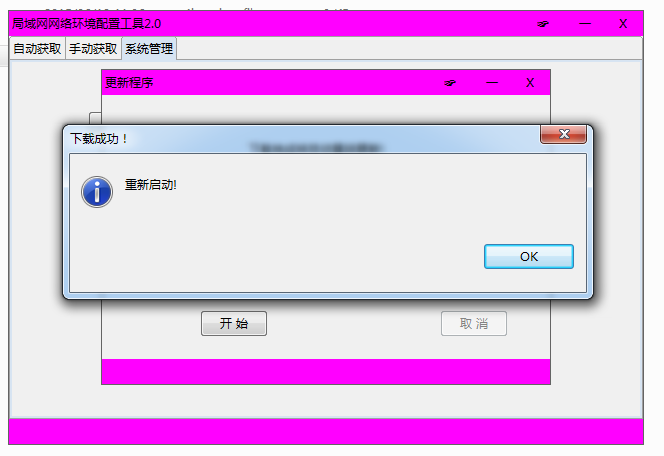 局域网网络环境配置工具2.0
自动获取 手动获取 系统管理
更新程序
下载成功！
重新启动!
OK
开 始
取 消